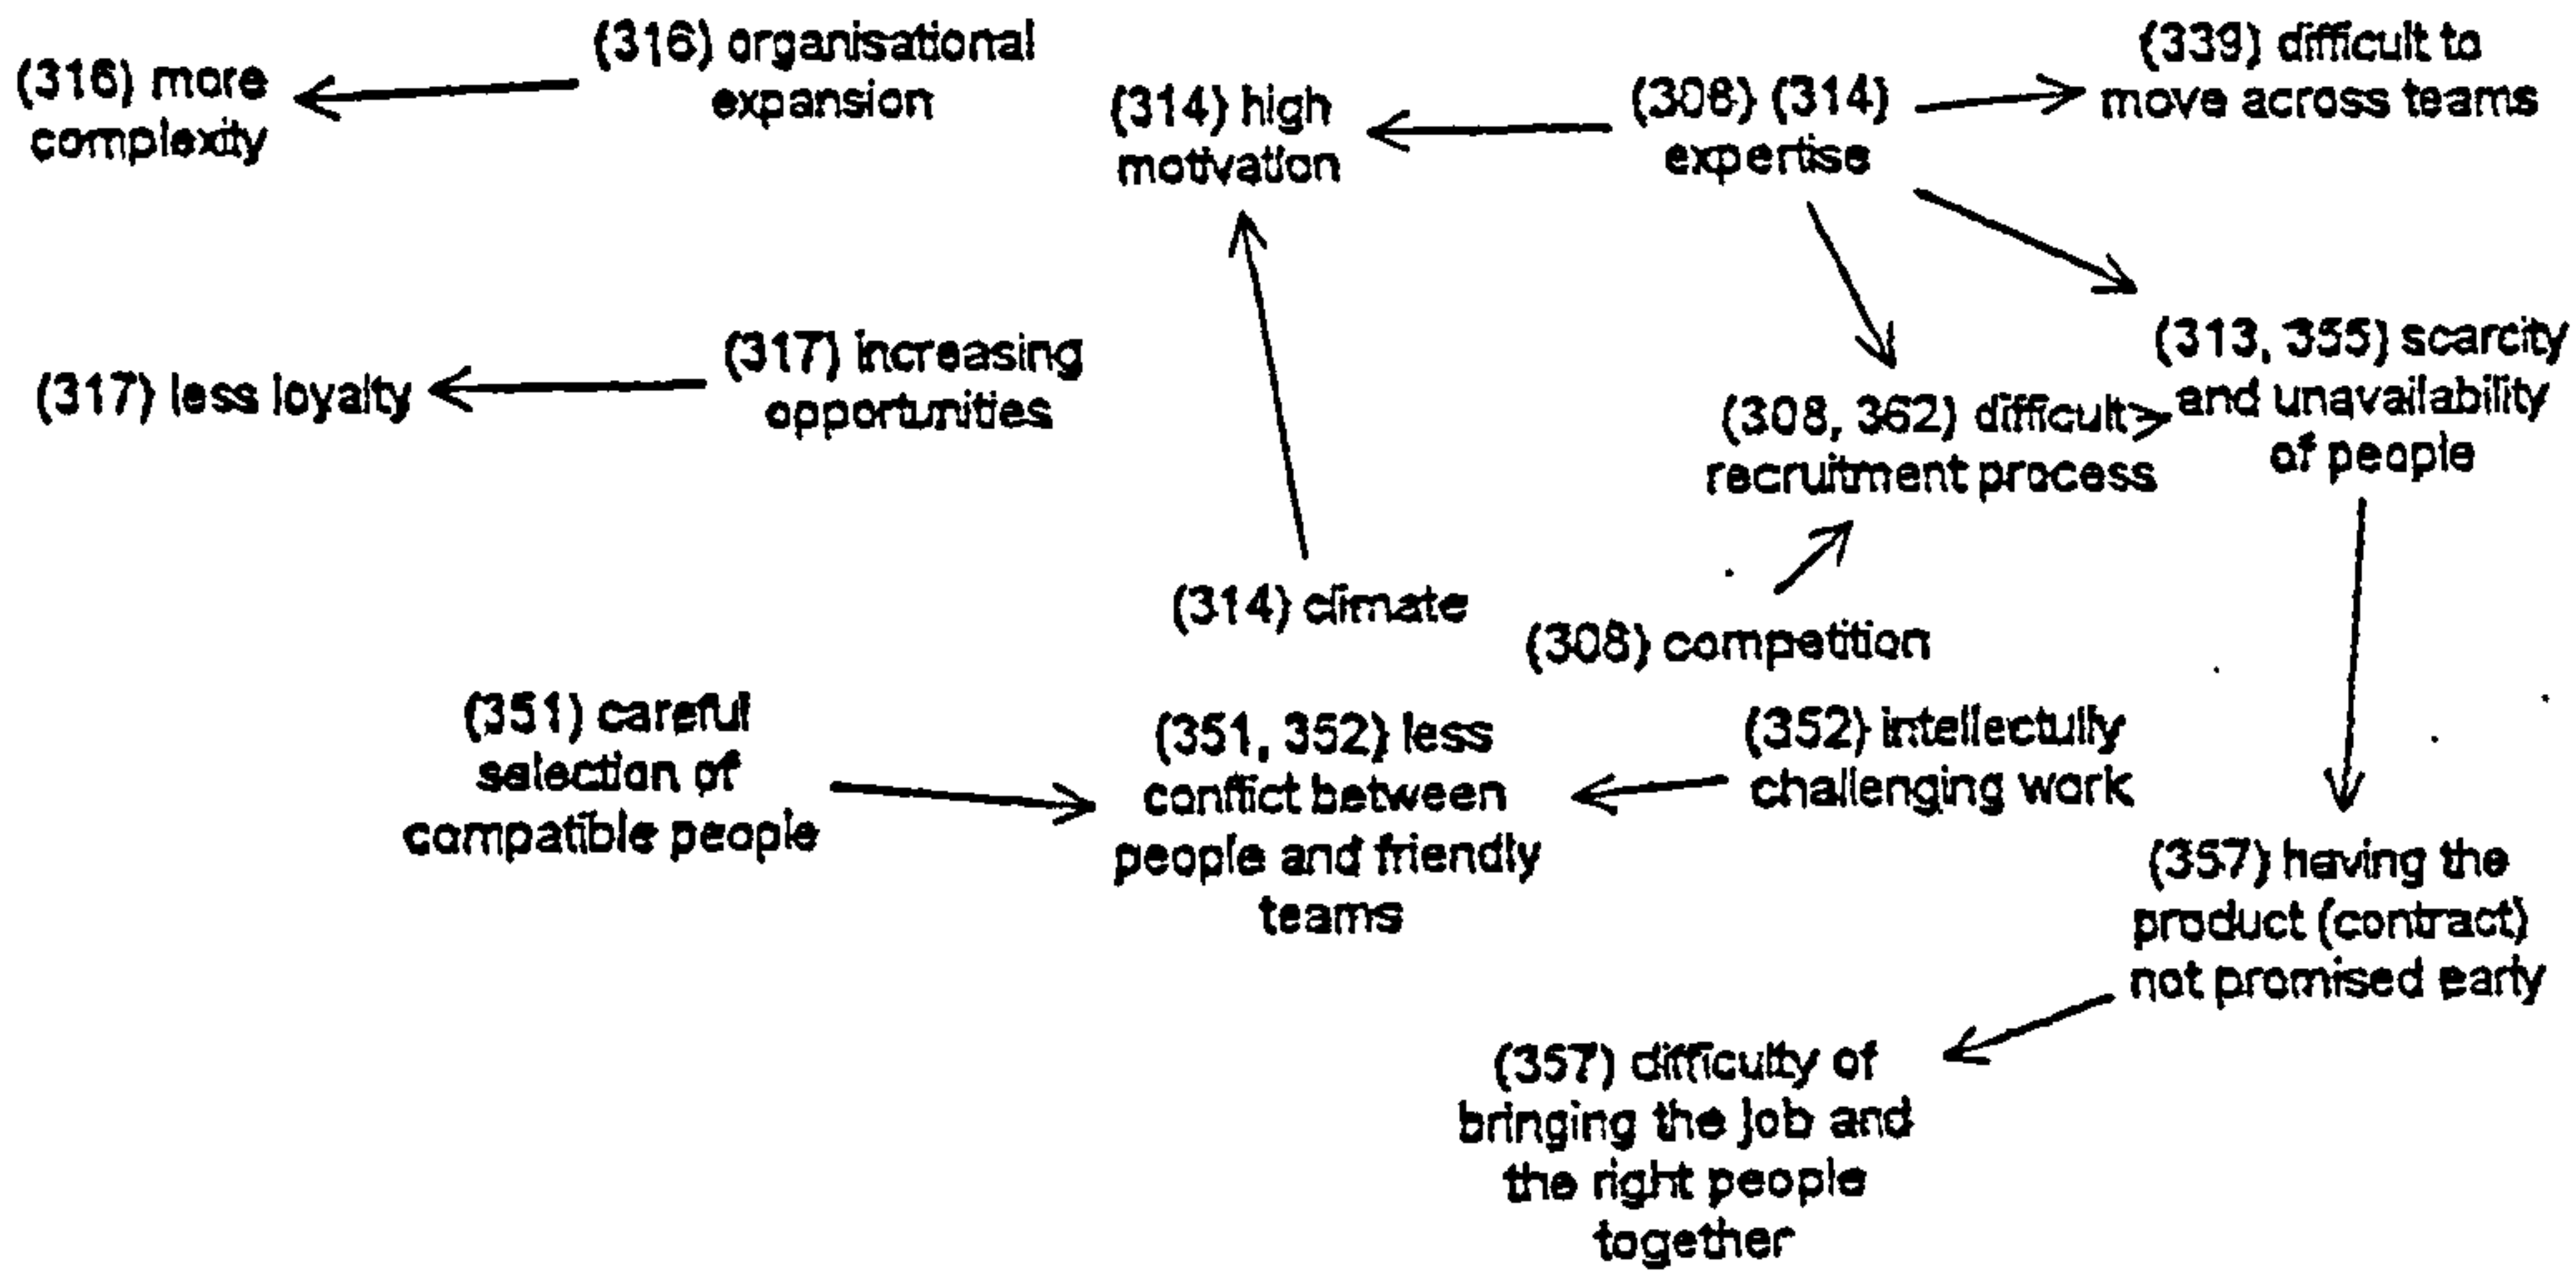 (316) more
complexity
(316) organisational
expansion
(314) high
motivation
(308) (314)
expertise
(339) difficult to
move across teams
(317) less loyalty
(317) increasing
opportunities
(308, 362) difficult
recruitment process
(313, 355) scarcity
and unavailability
of people
(314) climate
(308) competition
(351) careful
selection of
compatible people
(351, 352) less
conflict between
people and friendly
teams
(352) intellectully
challenging work
(357) having the
product (contract)
not promised early
(357) difficulty of
bringing the job and
the right people
together